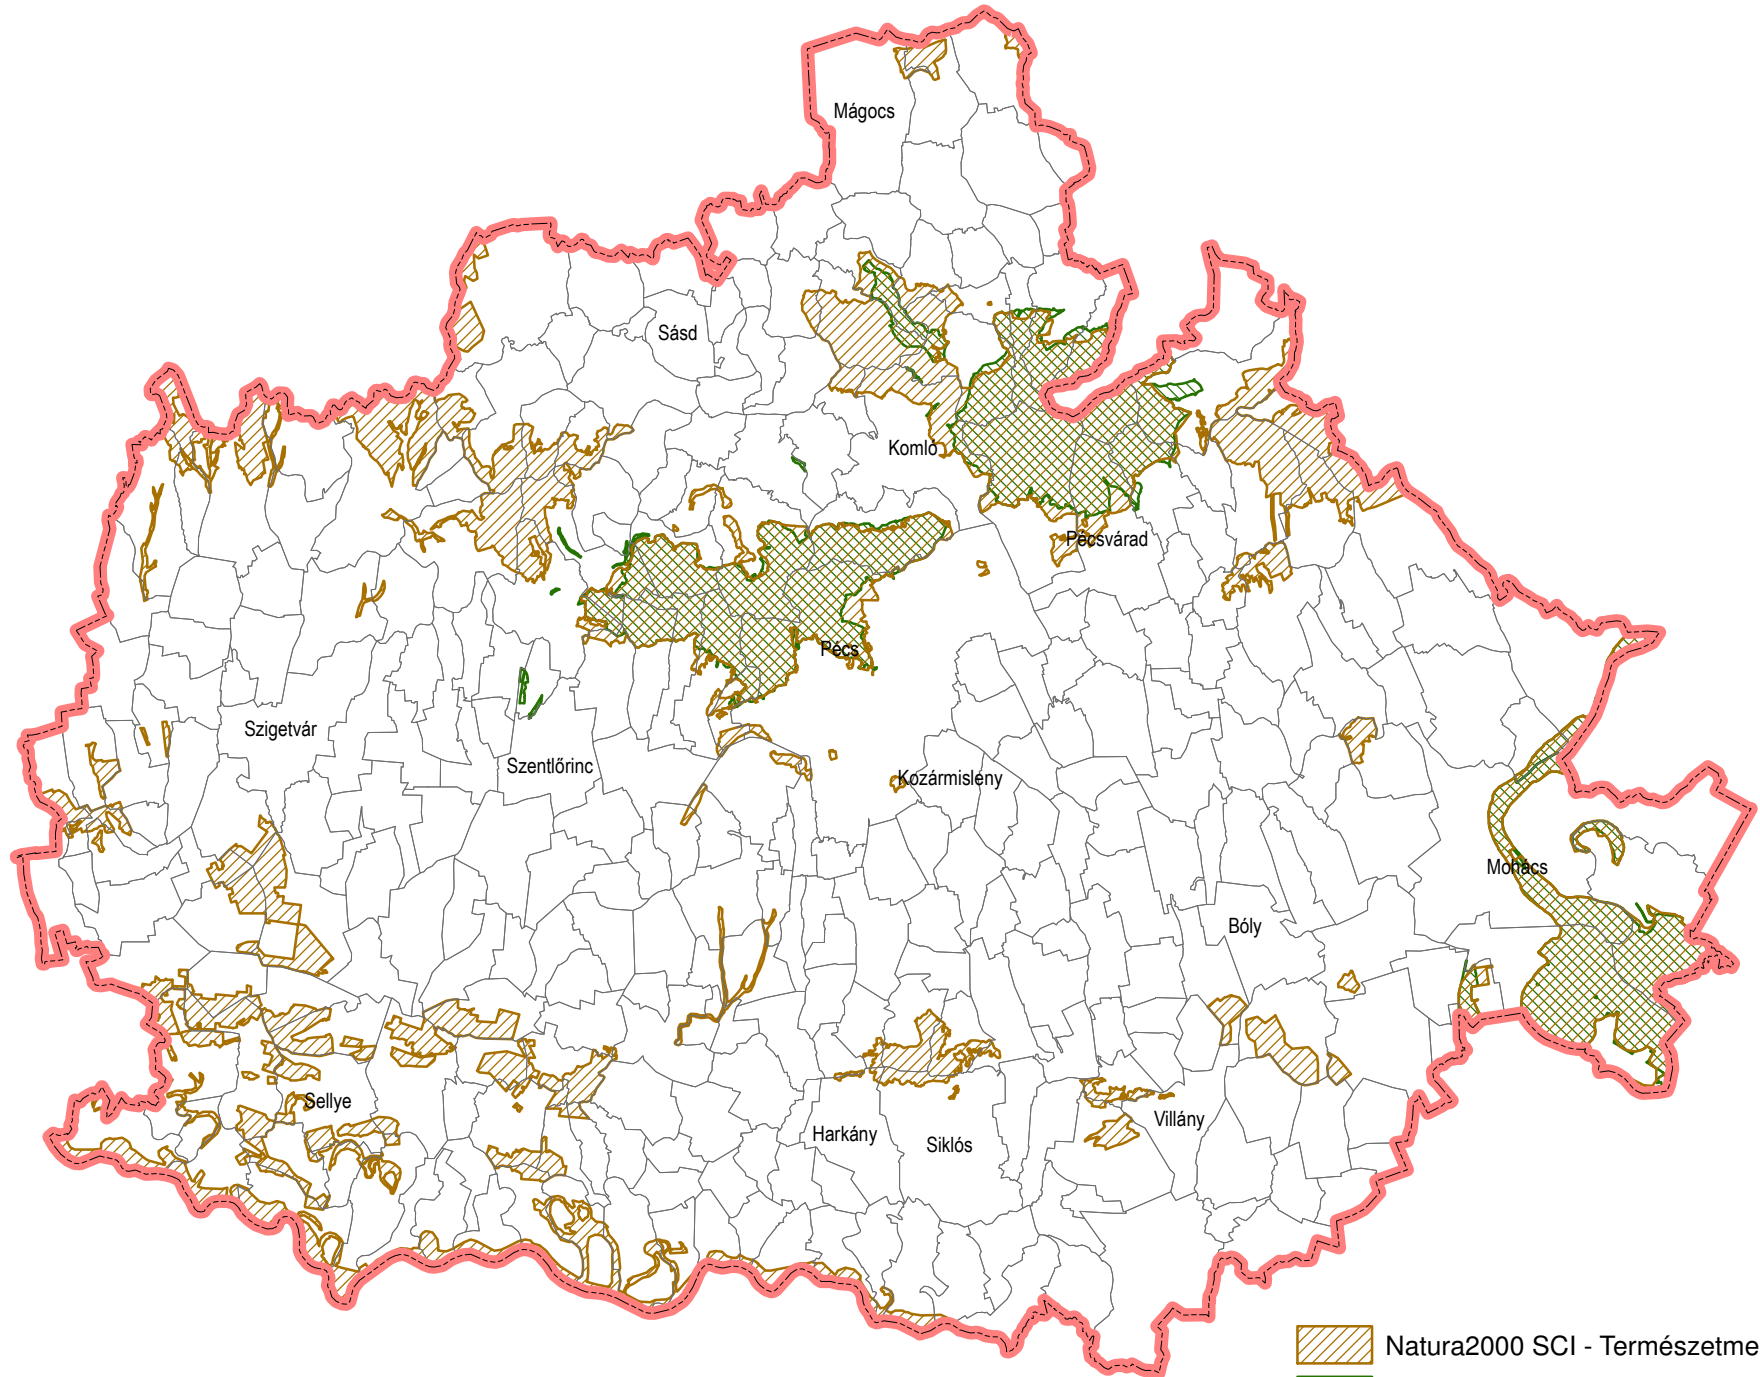 Mágocs
Sásd
Komló
Pécsvárad
Pécs
Szigetvár
Szentlőrinc
Kozármisleny
Mohács
Bóly
Sellye
Villány
Harkány
Siklós
Natura2000 SCI - Természetme